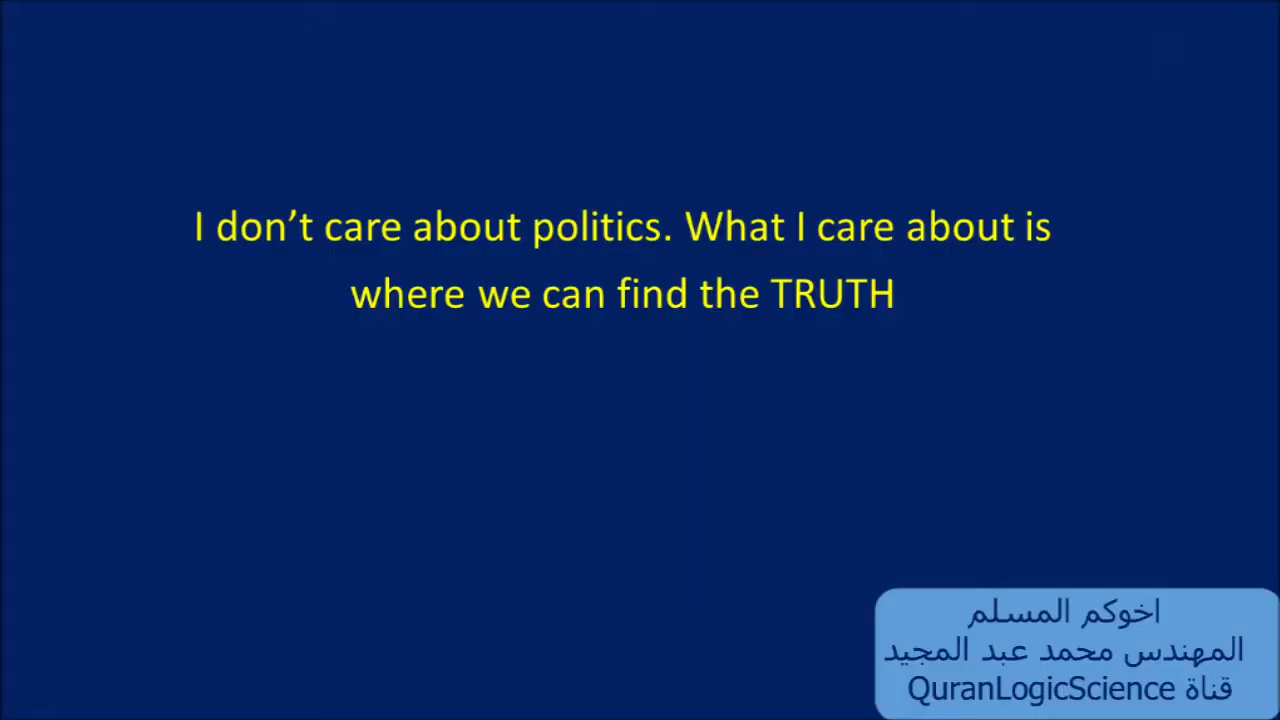 I don’t care about politics. What I care about is
where we can find the TRUTH
اخوكم المسلم
المهندس محمد عبد المجيد
قناة QuranLogicScience